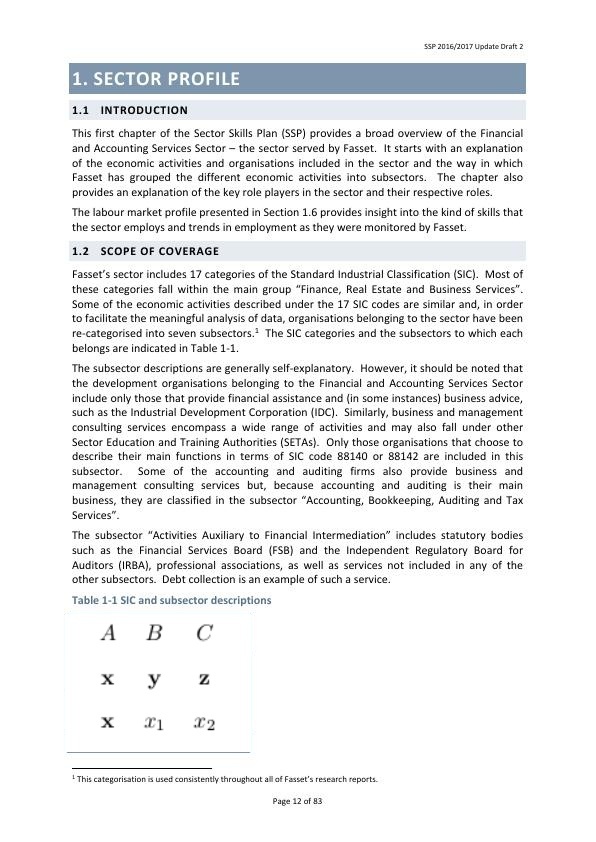 SSP 2016/2017 Update Draft 2
1. SECTOR PROFILE
1.1 INTRODUCTION
This first chapter of the Sector Skills Plan (SSP) provides a broad overview of the Financial
and Accounting Services Sector – the sector served by Fasset. It starts with an explanation
of the economic activities and organisations included in the sector and the way in which
Fasset has grouped the different economic activities into subsectors. The chapter also
provides an explanation of the key role players in the sector and their respective roles.
The labour market profile presented in Section 1.6 provides insight into the kind of skills that
the sector employs and trends in employment as they were monitored by Fasset.
1.2 SCOPE OF COVERAGE
Fasset's sector includes 17 categories of the Standard Industrial Classification (SIC). Most of
these categories fall within the main group “Finance, Real Estate and Business Services”.
Some of the economic activities described under the 17 SIC codes are similar and, in order
to facilitate the meaningful analysis of data, organisations belonging to the sector have been
re-categorised into seven subsectors.¹ The SIC categories and the subsectors to which each
belongs are indicated in Table 1-1.
The subsector descriptions are generally self-explanatory. However, it should be noted that
the development organisations belonging to the Financial and Accounting Services Sector
include only those that provide financial assistance and (in some instances) business advice,
such as the Industrial Development Corporation (IDC). Similarly, business and management
consulting services encompass a wide range of activities and may also fall under other
Sector Education and Training Authorities (SETAs). Only those organisations that choose to
describe their main functions in terms of SIC code 88140 or 88142 are included in this
subsector. Some of the accounting and auditing firms also provide business and
management consulting services but, because accounting and auditing is their main
business, they are classified in the subsector “Accounting, Bookkeeping, Auditing and Tax
Services”.
The subsector “Activities Auxiliary to Financial Intermediation” includes statutory bodies
such as the Financial Services Board (FSB) and the Independent Regulatory Board for
Auditors (IRBA), professional associations, as well as services not included in any of the
other subsectors. Debt collection is an example of such a service.
Table 1-1 SIC and subsector descriptions
A B C
x y z
x x₁ x₂
¹ This categorisation is used consistently throughout all of Fasset's research reports.
Page 12 of 83